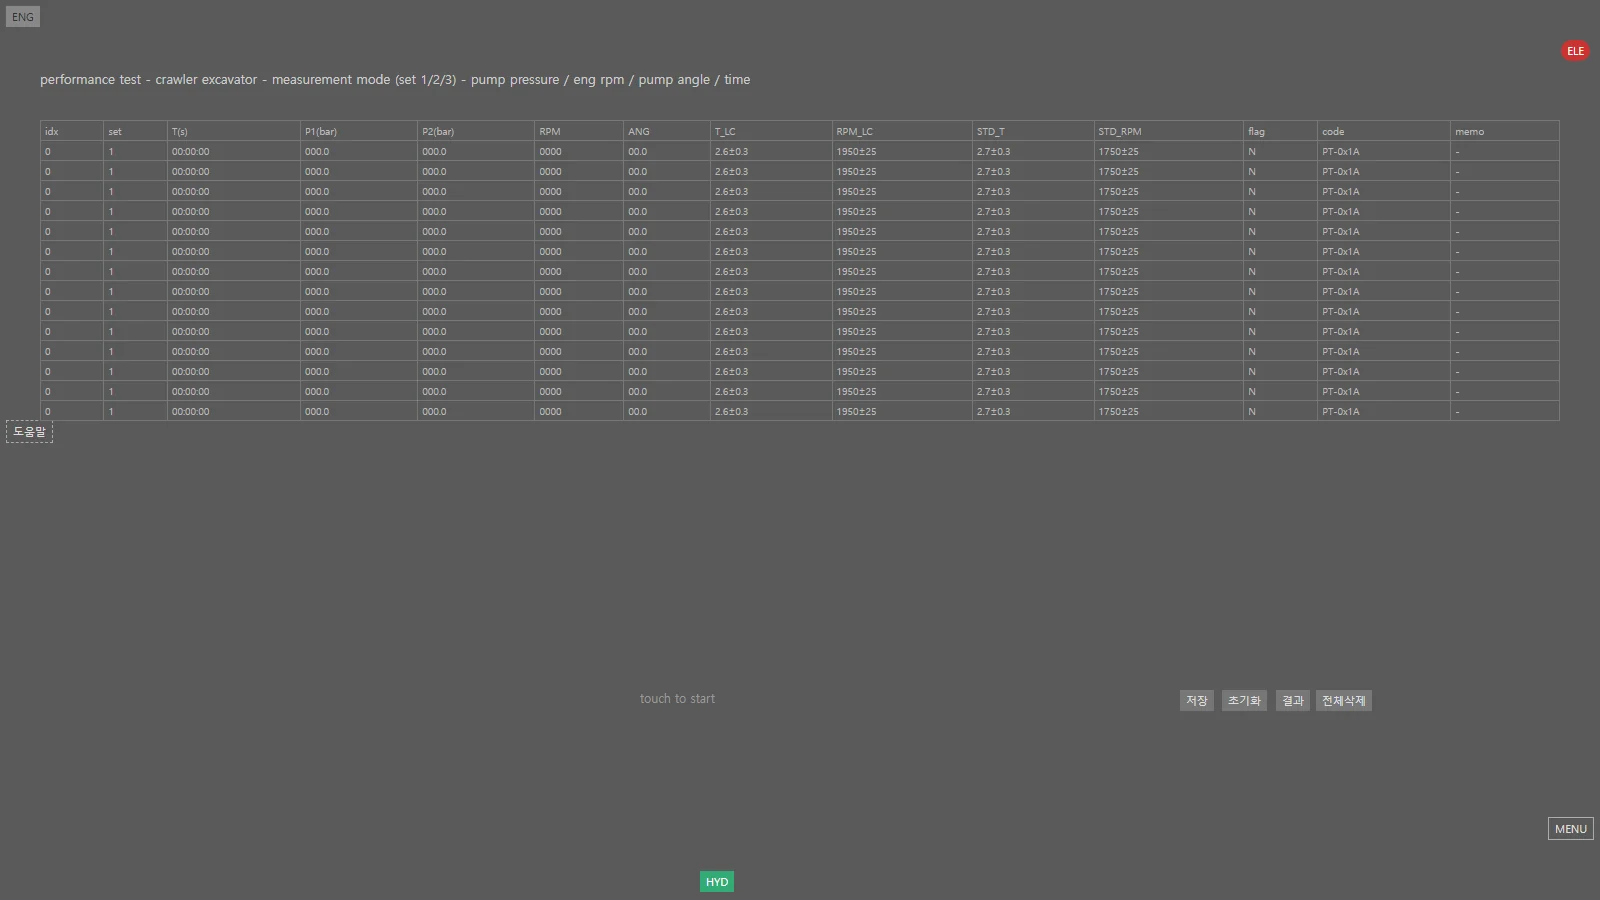 ENG
ELE
performance test - crawler excavator - measurement mode (set 1/2/3) - pump pressure / eng rpm / pump angle / time
idx set T(s) P1(bar) P2(bar) RPM ANG T_LC RPM_LC STD_T STD_RPM flag code memo
0 1 00:00:00 000.0 000.0 0000 00.0 2.6±0.3 1950±25 2.7±0.3 1750±25 N PT-0x1A -
0 1 00:00:00 000.0 000.0 0000 00.0 2.6±0.3 1950±25 2.7±0.3 1750±25 N PT-0x1A -
0 1 00:00:00 000.0 000.0 0000 00.0 2.6±0.3 1950±25 2.7±0.3 1750±25 N PT-0x1A -
0 1 00:00:00 000.0 000.0 0000 00.0 2.6±0.3 1950±25 2.7±0.3 1750±25 N PT-0x1A -
0 1 00:00:00 000.0 000.0 0000 00.0 2.6±0.3 1950±25 2.7±0.3 1750±25 N PT-0x1A -
0 1 00:00:00 000.0 000.0 0000 00.0 2.6±0.3 1950±25 2.7±0.3 1750±25 N PT-0x1A -
0 1 00:00:00 000.0 000.0 0000 00.0 2.6±0.3 1950±25 2.7±0.3 1750±25 N PT-0x1A -
0 1 00:00:00 000.0 000.0 0000 00.0 2.6±0.3 1950±25 2.7±0.3 1750±25 N PT-0x1A -
0 1 00:00:00 000.0 000.0 0000 00.0 2.6±0.3 1950±25 2.7±0.3 1750±25 N PT-0x1A -
0 1 00:00:00 000.0 000.0 0000 00.0 2.6±0.3 1950±25 2.7±0.3 1750±25 N PT-0x1A -
0 1 00:00:00 000.0 000.0 0000 00.0 2.6±0.3 1950±25 2.7±0.3 1750±25 N PT-0x1A -
0 1 00:00:00 000.0 000.0 0000 00.0 2.6±0.3 1950±25 2.7±0.3 1750±25 N PT-0x1A -
0 1 00:00:00 000.0 000.0 0000 00.0 2.6±0.3 1950±25 2.7±0.3 1750±25 N PT-0x1A -
0 1 00:00:00 000.0 000.0 0000 00.0 2.6±0.3 1950±25 2.7±0.3 1750±25 N PT-0x1A -
도움말
touch to start
저장 초기화 결과 전체삭제
MENU
HYD